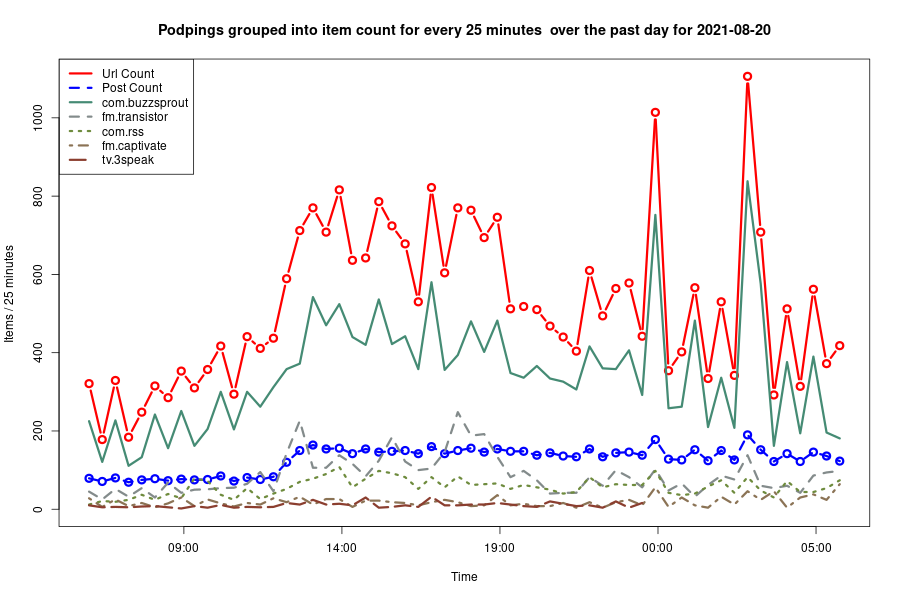 Podpings grouped into item count for every 25 minutes  over the past day for 2021-08-20
Url Count
Post Count
com.buzzsprout
fm.transistor
com.rss
fm.captivate
tv.3speak
Items / 25 minutes
0
200
400
600
800
1000
09:00
14:00
19:00
00:00
05:00
Time